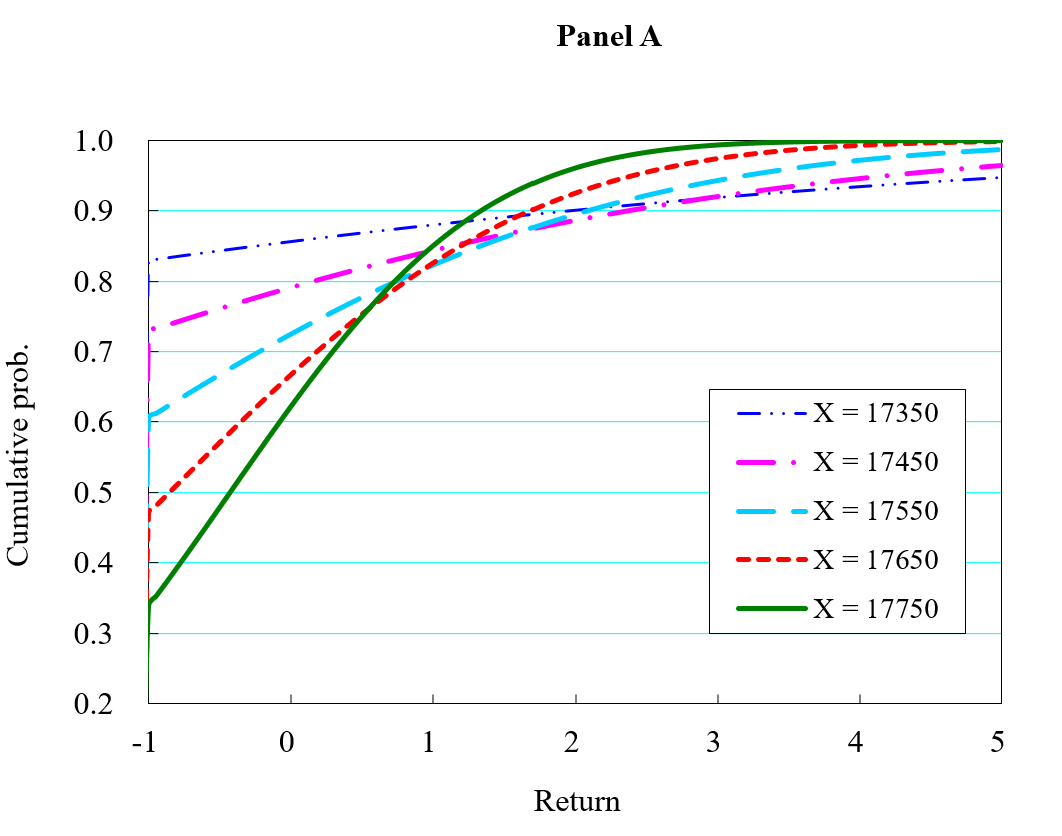 Panel A
1.0
0.9
0.8
0.7
0.6
0.5
0.4
0.3
0.2
Cumulative prob.
X = 17350
X = 17450
X = 17550
X = 17650
X = 17750
-1 0 1 2 3 4 5
Return